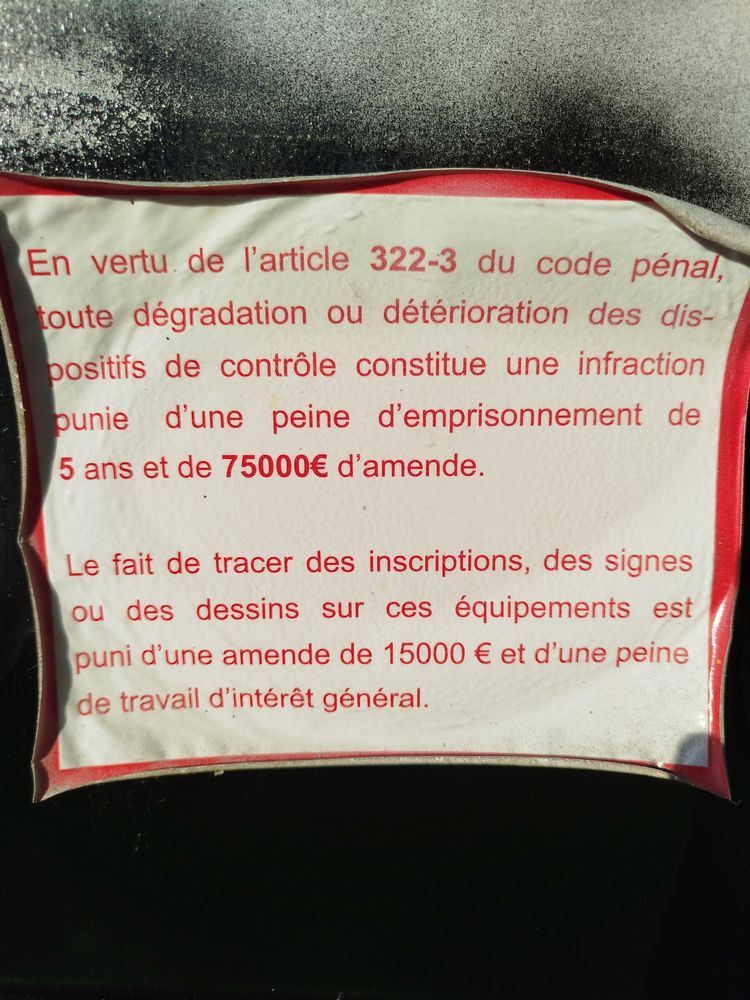 En vertu de l'article 322-3 du code pénal,
toute dégradation ou détérioration des dis-
positifs de contrôle constitue une infraction
punie d'une peine d'emprisonnement de
5 ans et de 75000€ d'amende.
Le fait de tracer des inscriptions, des signes
ou des dessins sur ces équipements est
puni d'une amende de 15000 € et d'une peine
de travail d'intérêt général.